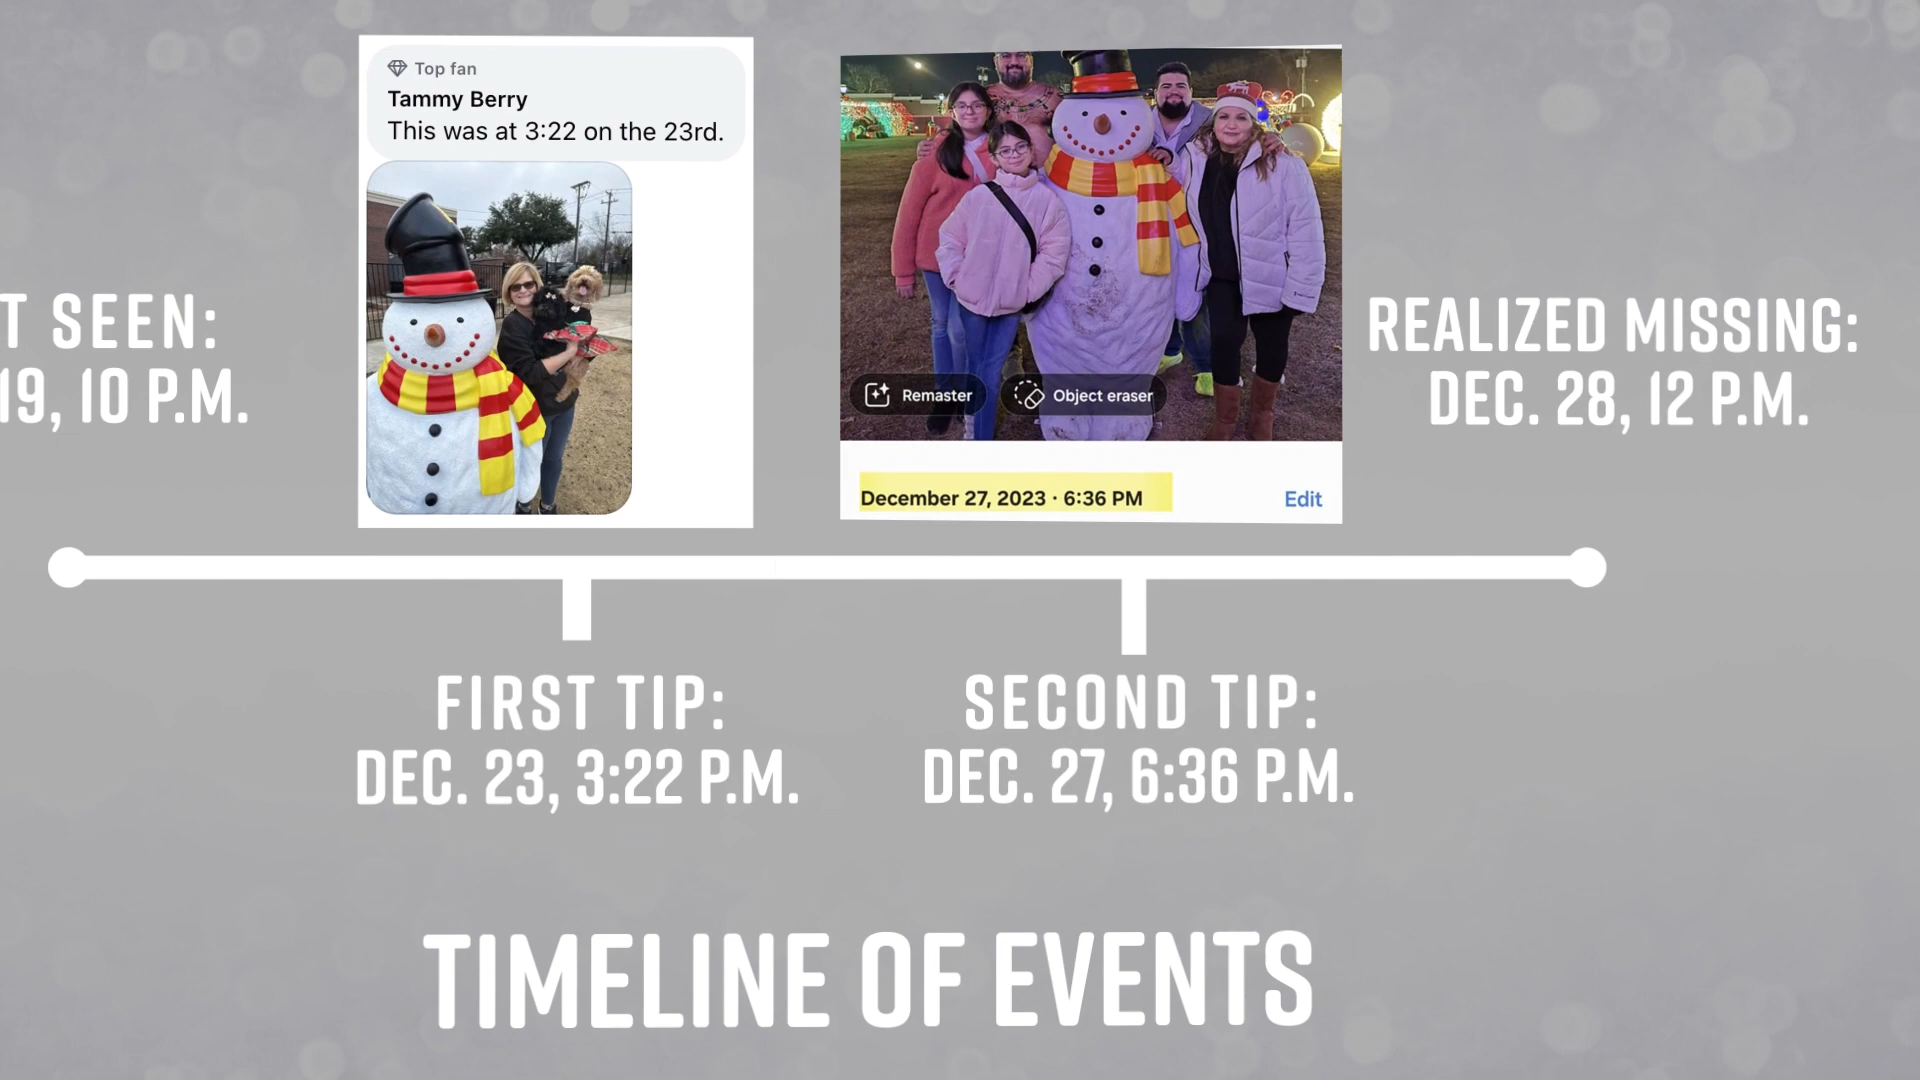 T SEEN:
19, 10 P.M.
Top fan
Tammy Berry
This was at 3:22 on the 23rd.
Remaster
Object eraser
December 27, 2023 · 6:36 PM
Edit
REALIZED MISSING:
DEC. 28, 12 P.M.
FIRST TIP:
DEC. 23, 3:22 P.M.
SECOND TIP:
DEC. 27, 6:36 P.M.
TIMELINE OF EVENTS